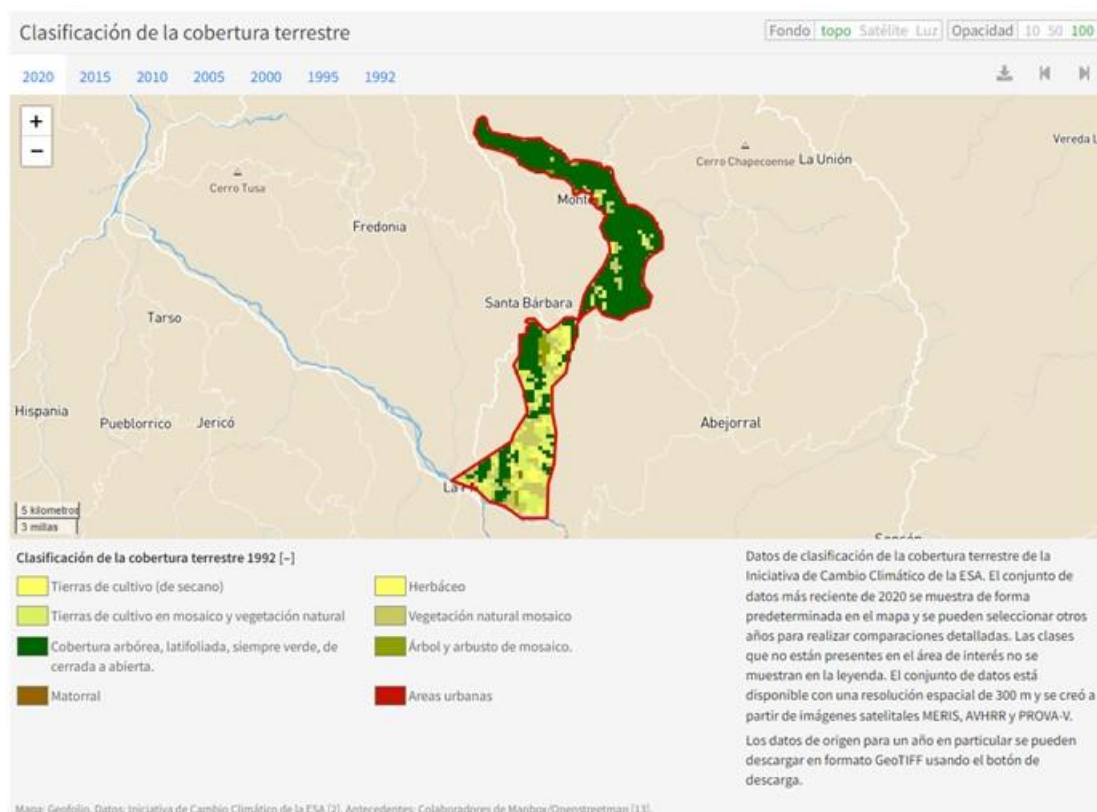 Clasificación de la cobertura terrestre
Fondo topo Satélite Luz Opacidad 10 50 100
2020 2015 2010 2005 2000 1995 1992
+
−
Vereda
Cerro Chapecoense La Unión
Cerro Tusa
Fredonia
Santa Bárbara
Tarso
Hispania
Pueblorrico Jericó Abejorral
5 kilometros
3 millas
Clasificación de la cobertura terrestre 1992 [–]
Tierras de cultivo (de secano)
Herbáceo
Tierras de cultivo en mosaico y vegetación natural
Vegetación natural mosaico
Cobertura arbórea, latifoliada, siempre verde, de
cerrada a abierta.
Árbol y arbusto de mosaico.
Matorral
Areas urbanas
Datos de clasificación de la cobertura terrestre de la
Iniciativa de Cambio Climático de la ESA. El conjunto de
datos más reciente de 2020 se muestra de forma
predeterminada en el mapa y se pueden seleccionar otros
años para realizar comparaciones detalladas. Las clases
que no están presentes en el área de interés no se
muestran en la leyenda. El conjunto de datos está
disponible con una resolución espacial de 300 m y se creó a
partir de imágenes satelitales MERIS, AVHRR y PROVA-V.
Los datos de origen para un año en particular se pueden
descargar en formato GeoTIFF usando el botón de
descarga.
Mapa: Geofolio. Datos: Iniciativa de Cambio Climático de la ESA [2]. Antecedentes: Colaboradores de Mapbox/Openstreetmap [13].